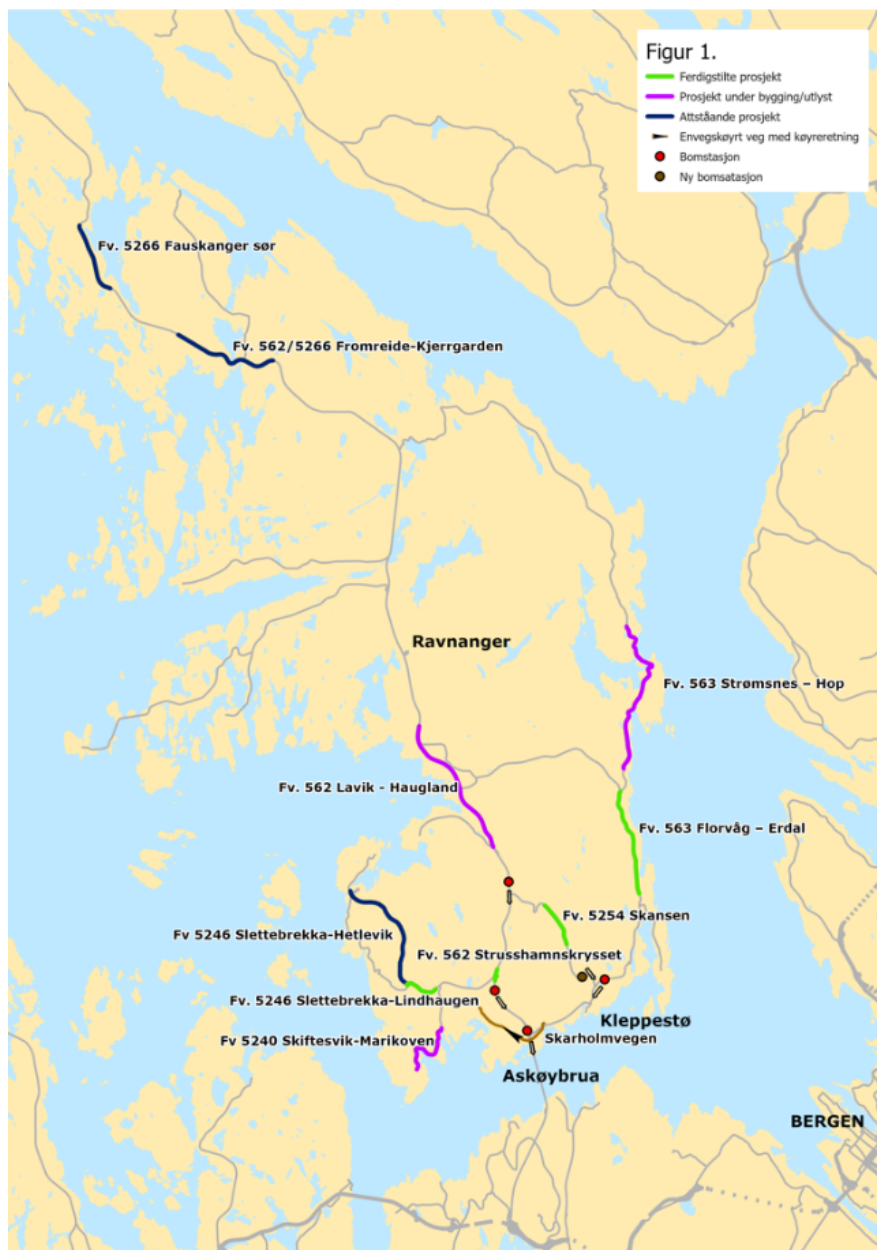 Figur 1.
Ferdigstilte prosjekt
Prosjekt under bygging/utlyst
Attståande prosjekt
Envegskøyrt veg med køyreretning
Bomstasjon
Ny bomsatasjon
Fv. 5266 Fauskanger sør
Fv. 562/5266 Fromreide-Kjerrgarden
Ravnanger
Fv. 563 Strømsnes – Hop
Fv. 562 Lavik - Haugland
Fv. 563 Florvåg – Erdal
Fv. 5254 Skansen
Fv 5246 Slettebrekka-Hetlevik
Fv. 562 Strusshamnskrysset
Fv. 5246 Slettebrekka-Lindhaugen
Kleppestø
Fv 5240 Skiftesvik-Marikoven
Skarholmvegen
Askøybrua
BERGEN